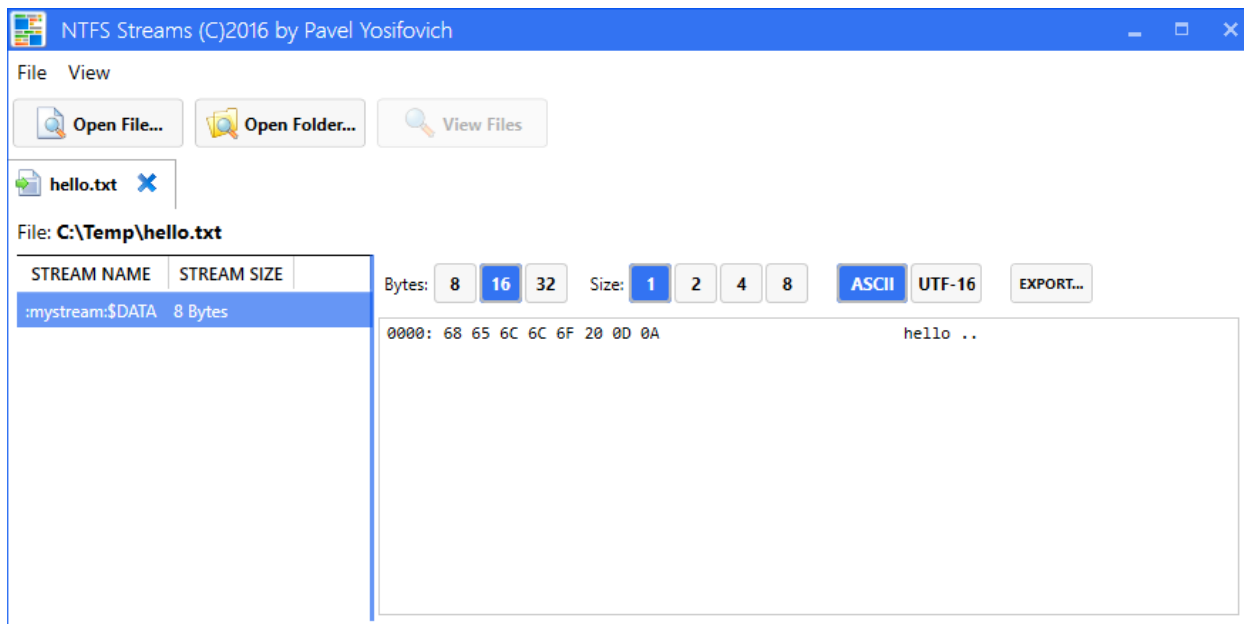 NTFS Streams (C)2016 by Pavel Yosifovich
File View
Open File... Open Folder... View Files
hello.txt
File: C:\Temp\hello.txt
STREAM NAME STREAM SIZE
:mystream:$DATA 8 Bytes
Bytes: 8 16 32 Size: 1 2 4 8 ASCII UTF-16 EXPORT...
0000: 68 65 6C 6C 6F 20 0D 0A hello ..